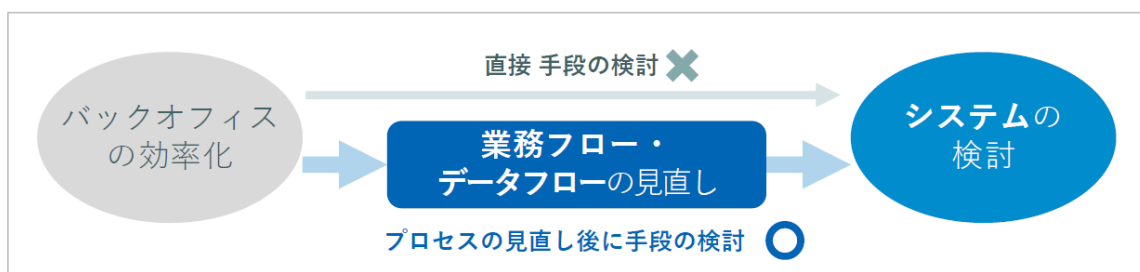 直接 手段の検討
バックオフィス
の効率化
業務フロー・
データフローの見直し
システムの
検討
プロセスの見直し後に手段の検討